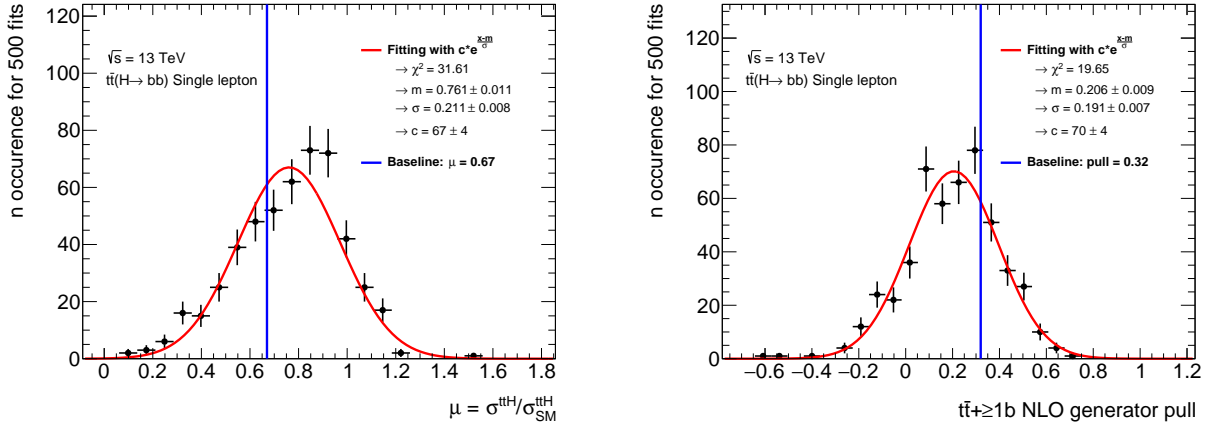 n occurence for 500 fits
120
100
80
60
40
20
0
√s = 13 TeV
tt̄(H→ bb) Single lepton
Fitting with c*e^{\frac{x-m}{σ}}
→ χ² = 31.61
→ m = 0.761 ± 0.011
→ σ = 0.211 ± 0.008
→ c = 67 ± 4
Baseline: μ = 0.67
0 0.2 0.4 0.6 0.8 1 1.2 1.4 1.6 1.8
μ = σ^{ttH}/σ^{ttH}_{SM}
n occurence for 500 fits
120
100
80
60
40
20
0
√s = 13 TeV
tt̄(H→ bb) Single lepton
Fitting with c*e^{\frac{x-m}{σ}}
→ χ² = 19.65
→ m = 0.206 ± 0.009
→ σ = 0.191 ± 0.007
→ c = 70 ± 4
Baseline: pull = 0.32
−0.6 −0.4 −0.2 0 0.2 0.4 0.6 0.8 1 1.2
tt̄+≥1b NLO generator pull